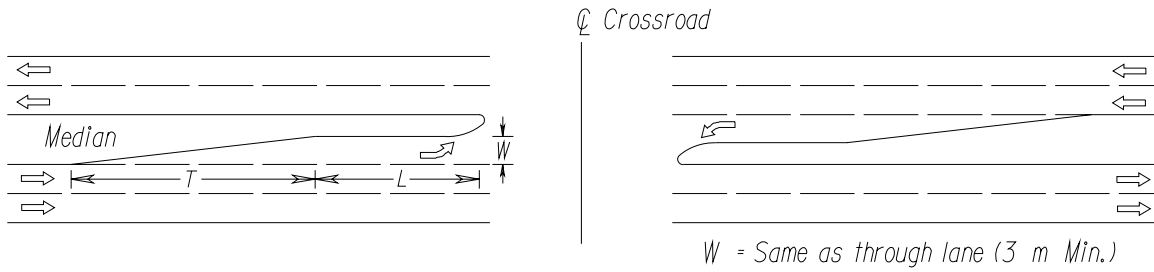 ℄ Crossroad
Median
W
T
L
W = Same as through lane (3 m Min.)